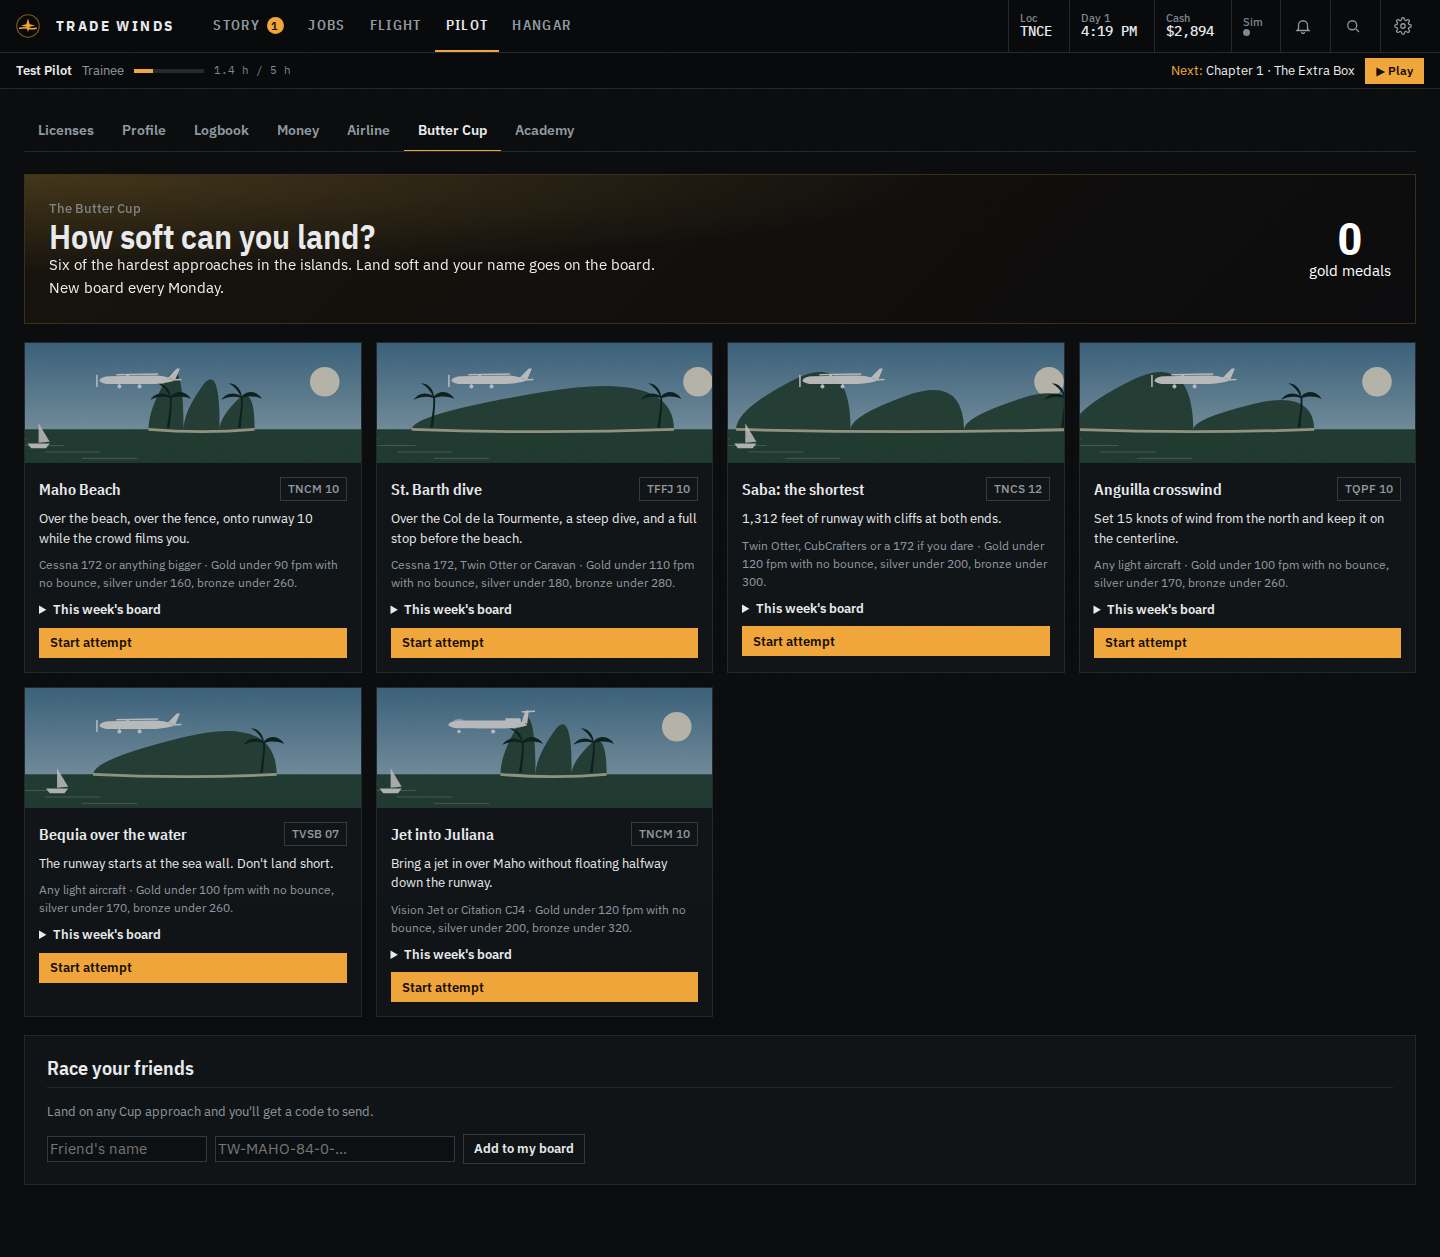 TRADE WINDS
STORY 1 JOBS FLIGHT PILOT HANGAR
Loc TNCE
Day 1 4:19 PM
Cash $2,894
Sim
Test Pilot Trainee 1.4 h / 5 h
Next: Chapter 1 · The Extra Box ▶ Play
Licenses Profile Logbook Money Airline Butter Cup Academy
The Butter Cup
How soft can you land?
Six of the hardest approaches in the islands. Land soft and your name goes on the board.
New board every Monday.
0
gold medals
Maho Beach TNCM 10
Over the beach, over the fence, onto runway 10
while the crowd films you.
Cessna 172 or anything bigger · Gold under 90 fpm with
no bounce, silver under 160, bronze under 260.
▶ This week's board
Start attempt
St. Barth dive TFFJ 10
Over the Col de la Tourmente, a steep dive, and a full
stop before the beach.
Cessna 172, Twin Otter or Caravan · Gold under 110 fpm
with no bounce, silver under 180, bronze under 280.
▶ This week's board
Start attempt
Saba: the shortest TNCS 12
1,312 feet of runway with cliffs at both ends.
Twin Otter, CubCrafters or a 172 if you dare · Gold under
120 fpm with no bounce, silver under 200, bronze under
300.
▶ This week's board
Start attempt
Anguilla crosswind TQPF 10
Set 15 knots of wind from the north and keep it on
the centerline.
Any light aircraft · Gold under 100 fpm with no bounce,
silver under 170, bronze under 260.
▶ This week's board
Start attempt
Bequia over the water TVSB 07
The runway starts at the sea wall. Don't land short.
Any light aircraft · Gold under 100 fpm with no bounce,
silver under 170, bronze under 260.
▶ This week's board
Start attempt
Jet into Juliana TNCM 10
Bring a jet in over Maho without floating halfway
down the runway.
Vision Jet or Citation CJ4 · Gold under 120 fpm with no
bounce, silver under 200, bronze under 320.
▶ This week's board
Start attempt
Race your friends
Land on any Cup approach and you'll get a code to send.
Friend's name TW-MAHO-84-0-... Add to my board